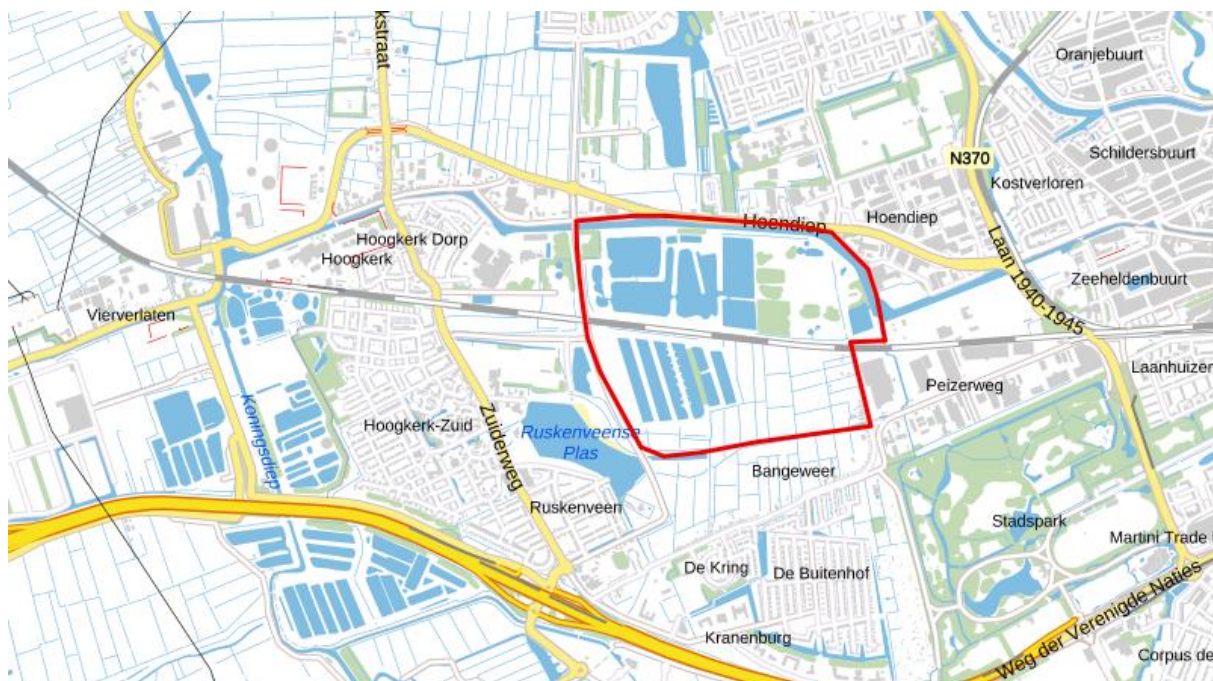 kstraat
Oranjebuurt
N370
Schildersbuurt
Kostverloren
Hoendiep
Hoendiep
Hoogkerk Dorp
Hoogkerk
Laan 1940-1945
Zeeheldenbuurt
Vierverlaten
Laanhuizen
Peizerweg
Koningsdiep
Hoogkerk-Zuid
Zuiderweg
Ruskenveense
Plas
Bangeweer
Ruskenveen
Stadspark
Martini Trade
De Kring
De Buitenhof
Kranenburg
Weg der Verenigde Naties
Corpus de